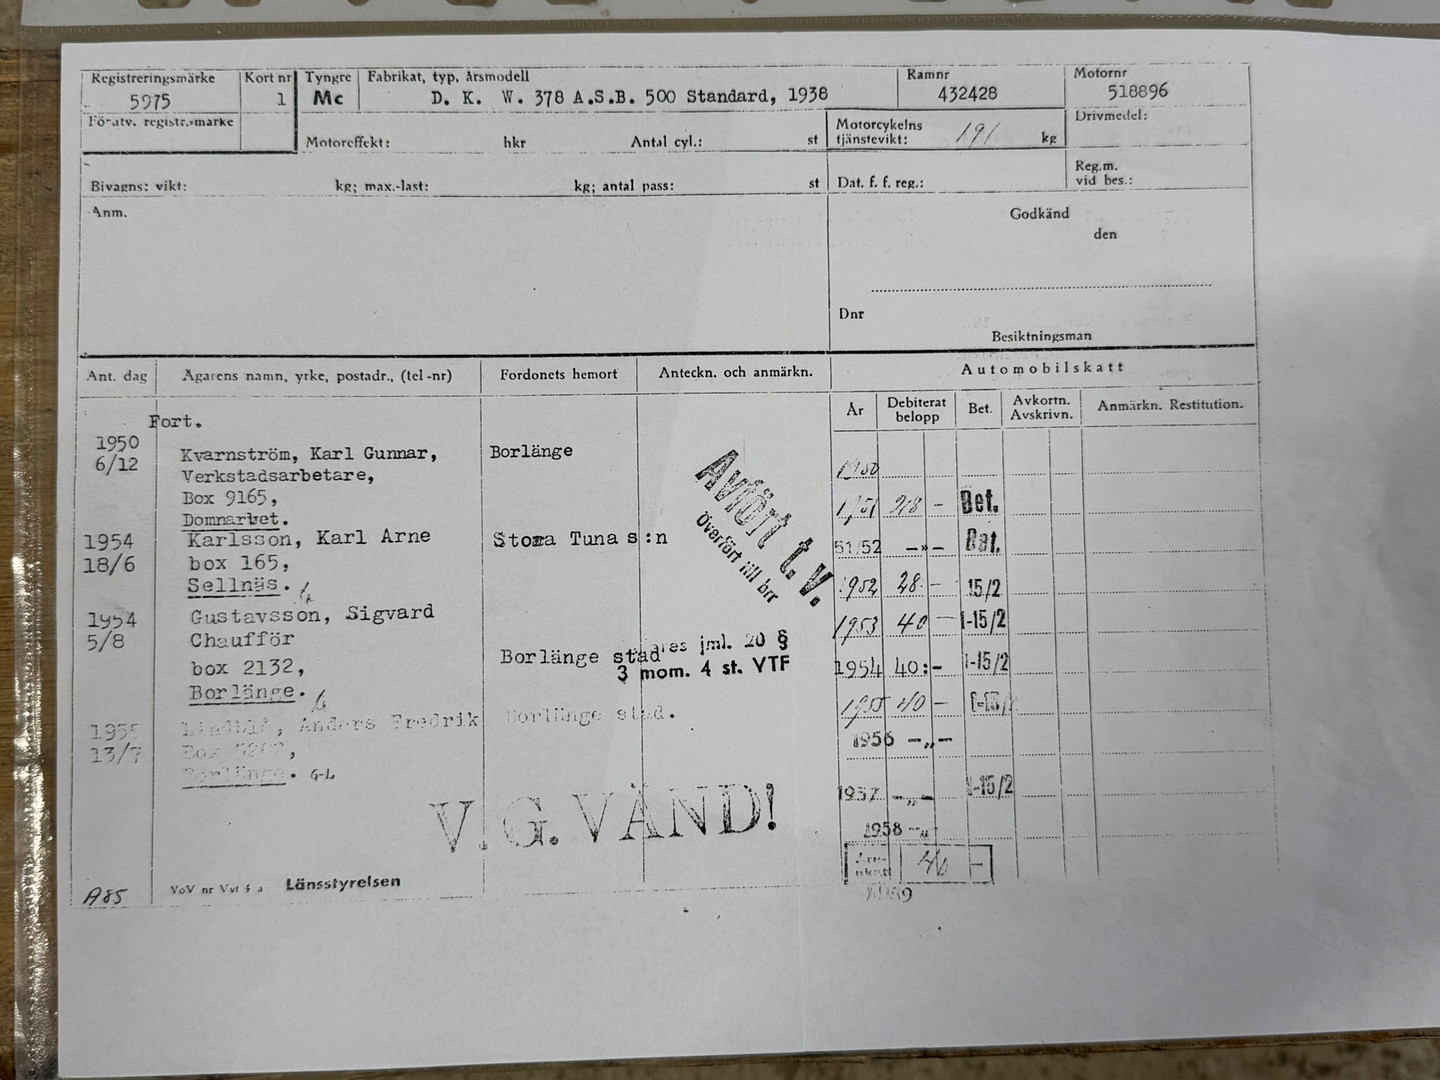 Registreringsmärke
Kort nr
Tyngre
Fabrikat, typ, årsmodell
Ramnr
Motornr
5975
1
Mc
D. K. W. 378 A.S.B. 500 Standard, 1938
432428
518896
registr.-märke
Motoreffekt: hkr Antal cyl.: st
Motorcykelns
tjänstevikt: 191 kg
Drivmedel:
Bivagns: vikt: kg; max.-last: kg; antal pass: st
Dat. f. f. reg.:
Reg.m.
vid bes.:
Anm.
Godkänd
den
Dnr
Besiktningsman
Ant. dag
Ägarens namn, yrke, postadr., (tel-nr)
Fordonets hemort
Anteckn. och anmärkn.
Automobilskatt
År
Debiterat
belopp
Bet.
Avkortn.
Avskrivn.
Anmärkn. Restitution.
Fort.
1950
6/12
Kvarnström, Karl Gunnar,
Verkstadsarbetare,
Box 9165,
Domnarvet.
Borlänge
1954
18/6
Karlsson, Karl Arne
box 165,
Sellnäs.
Stora Tuna s:n
1954
5/8
Gustavsson, Sigvard
Chaufför
box 2132,
Borlänge.
Borlänge stad
Avfört t.v.
Överfört till brr
jml. 20 §
3 mom. 4 st. VTF
1955
13/7
Anders Fredrik
Box
Borlänge. G-L
Borlänge stad.
1950
1951 28 - Bet.
51/52 -»- Bet.
1952 28 - 15/2
1953 40 - 1-15/2
1954 40:- 1-15/2
1955 40 -
1956 -„-
1957 -„- 1-15/2
1958 -„-
V.G. VÄND!
A85
VoV nr
Länsstyrelsen